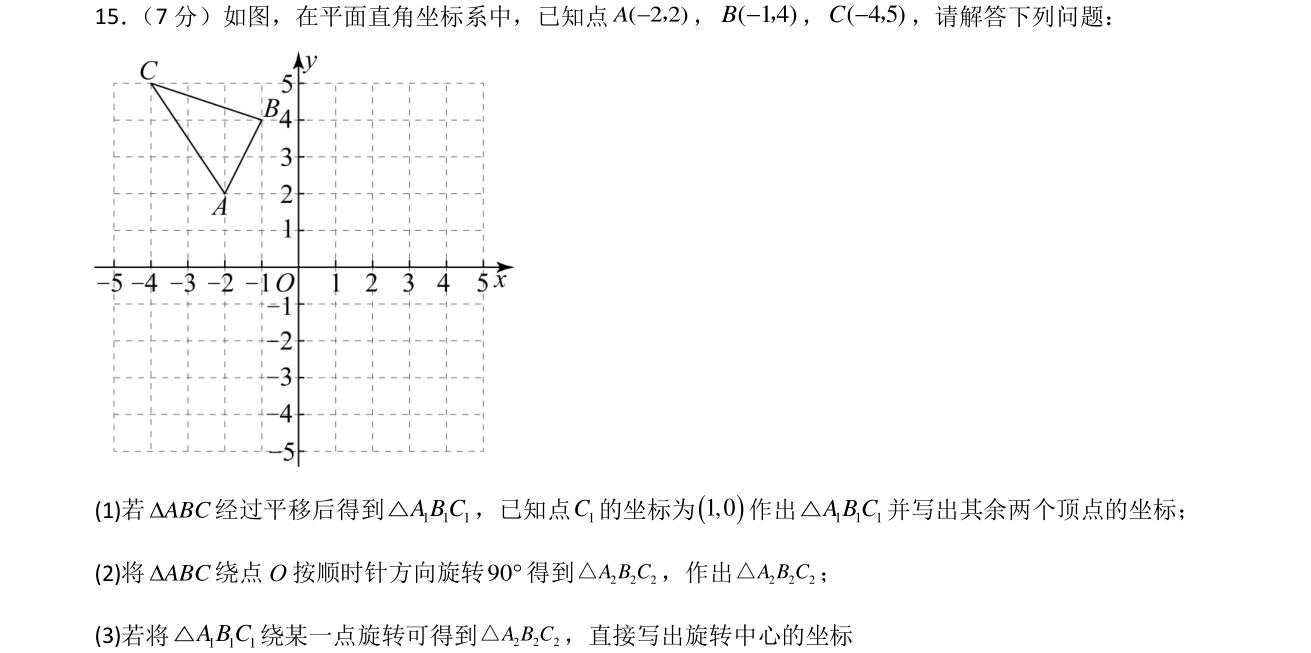 15.（7 分）如图，在平面直角坐标系中，已知点 A(−2,2)，B(−1,4)，C(−4,5)，请解答下列问题：
y
C
5
B
4
3
2
A
1
−5 −4 −3 −2 −1 O 1 2 3 4 5 x
−1
−2
−3
−4
−5
(1)若 ΔABC 经过平移后得到△A₁B₁C₁，已知点 C₁ 的坐标为(1,0)作出△A₁B₁C₁ 并写出其余两个顶点的坐标；
(2)将 ΔABC 绕点 O 按顺时针方向旋转90°得到△A₂B₂C₂，作出△A₂B₂C₂；
(3)若将 △A₁B₁C₁ 绕某一点旋转可得到△A₂B₂C₂，直接写出旋转中心的坐标